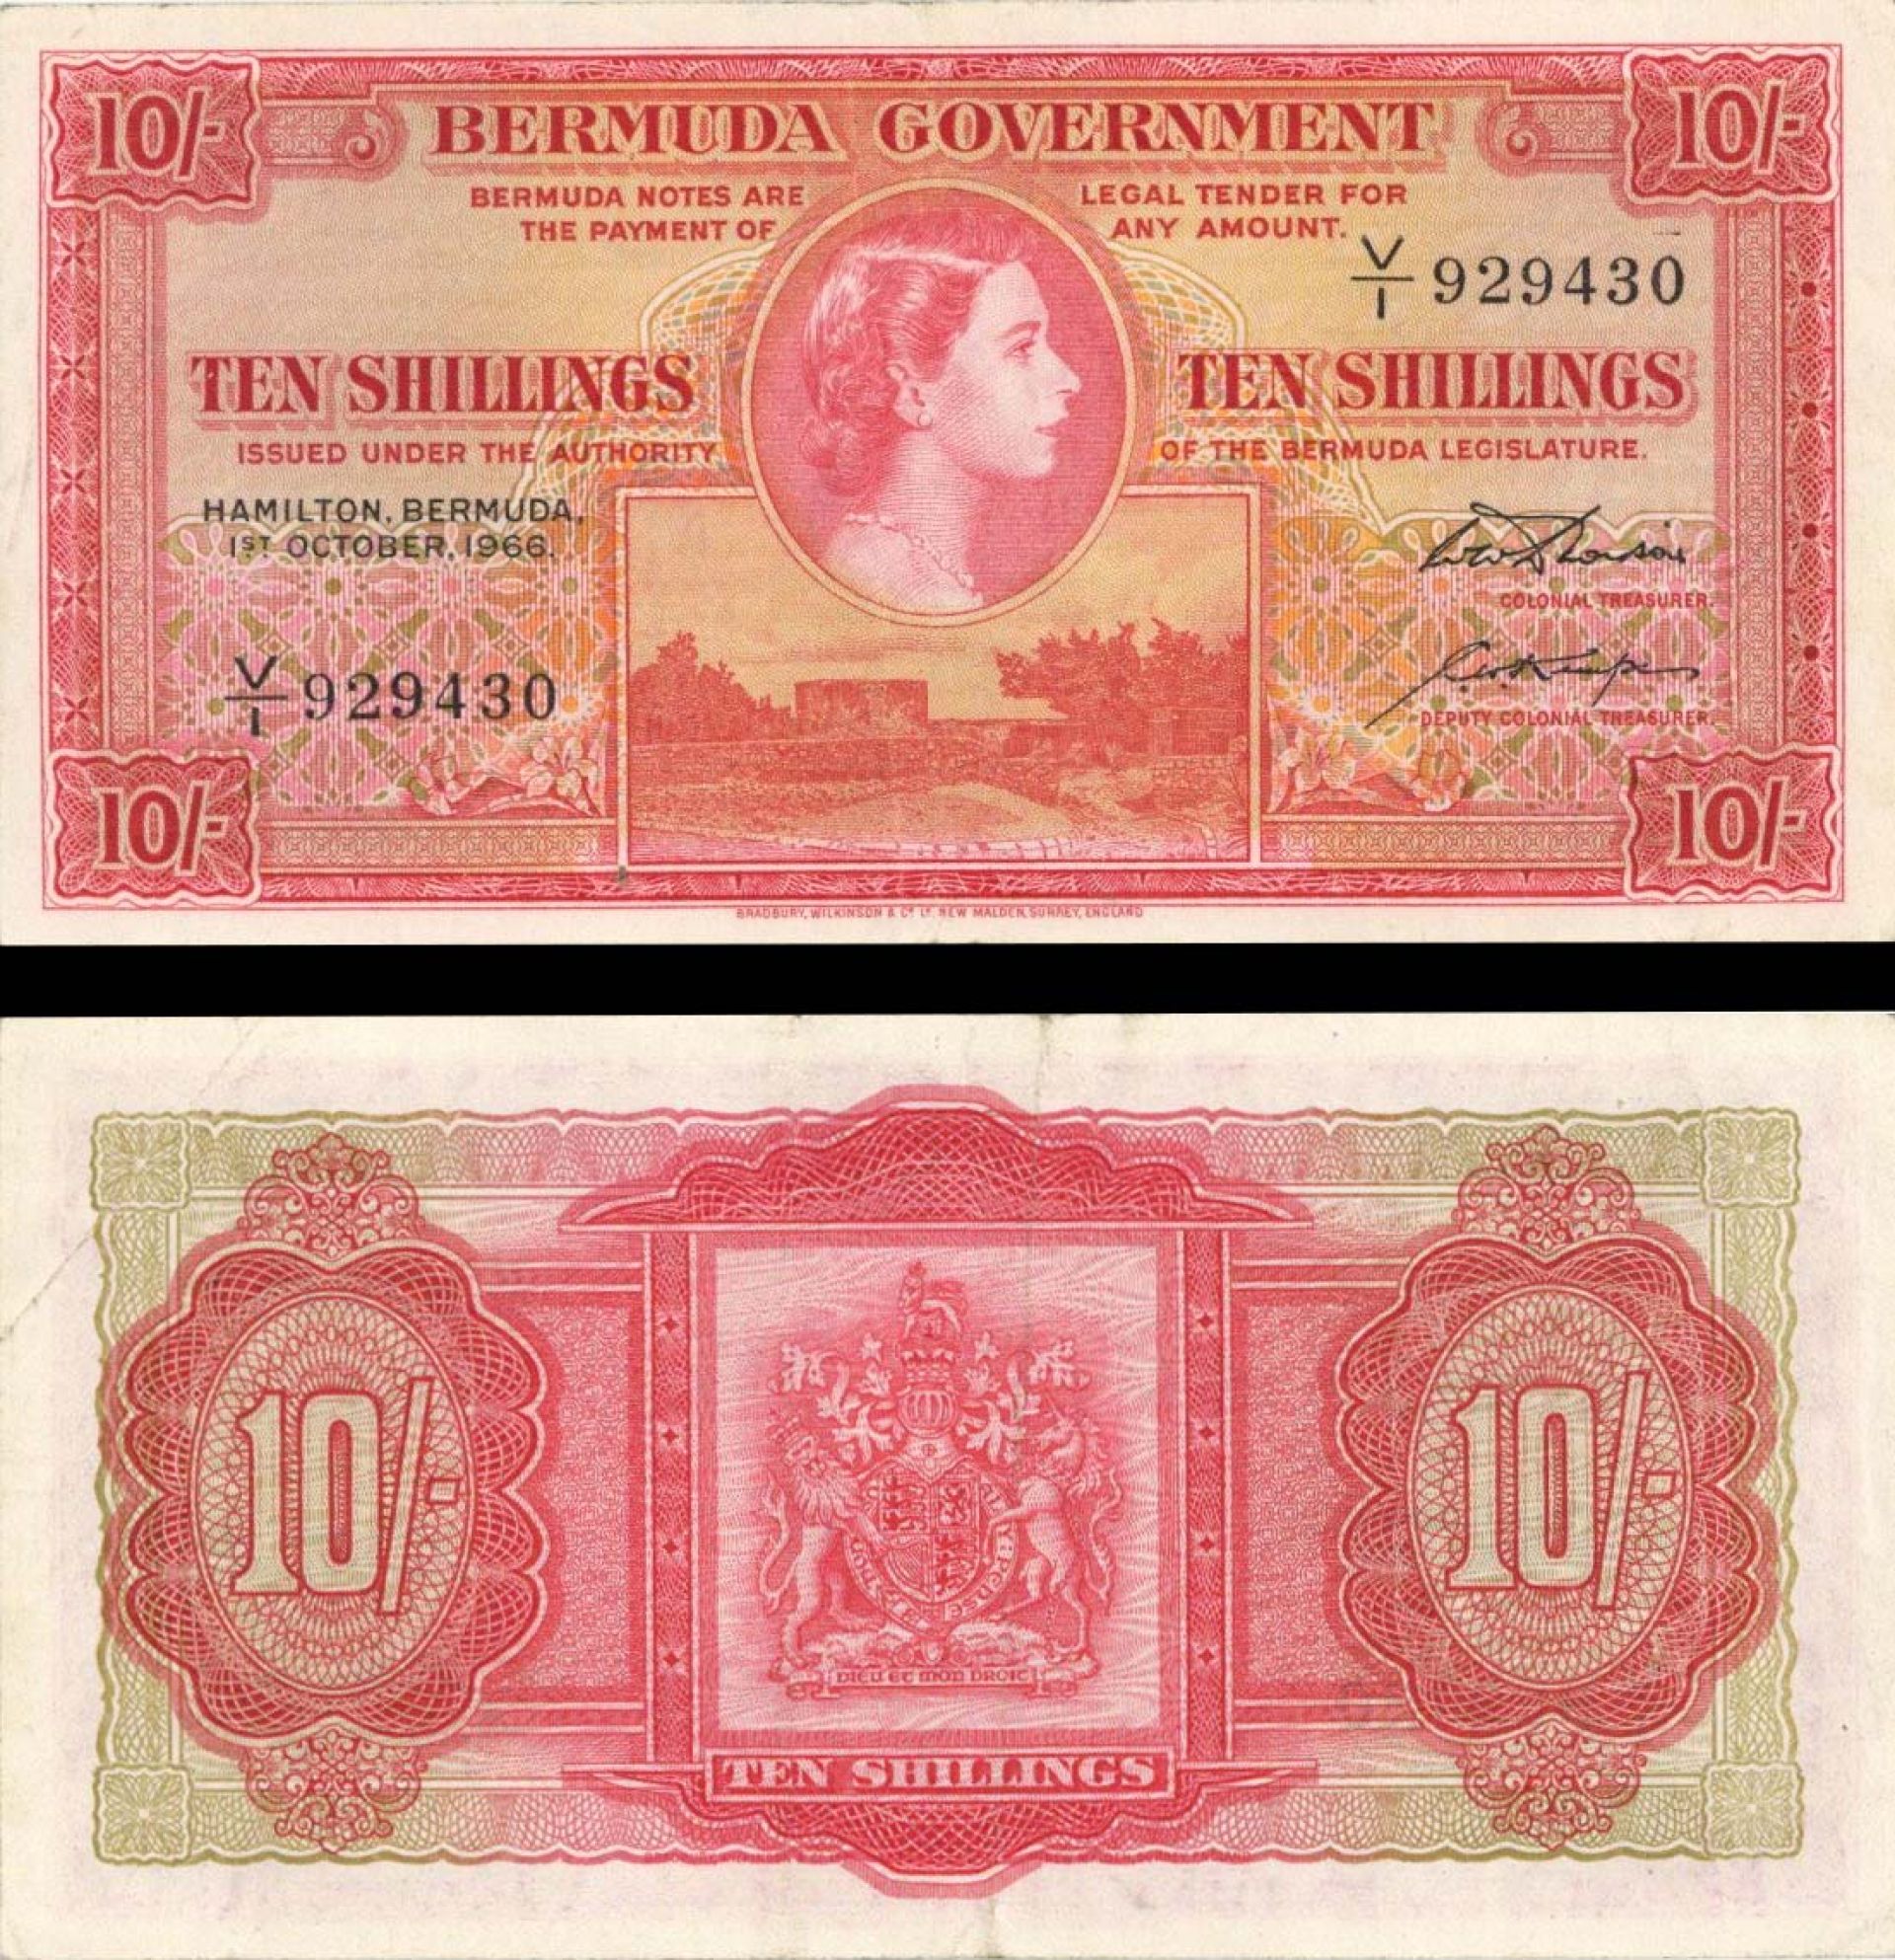 10/- BERMUDA GOVERNMENT 10/-
BERMUDA NOTES ARE LEGAL TENDER FOR
THE PAYMENT OF ANY AMOUNT.
V/1 929430
TEN SHILLINGS TEN SHILLINGS
ISSUED UNDER THE AUTHORITY OF THE BERMUDA LEGISLATURE.
HAMILTON, BERMUDA,
1ST OCTOBER, 1966.
COLONIAL TREASURER.
V/1 929430
DEPUTY COLONIAL TREASURER.
10/- 10/-
BRADBURY, WILKINSON & Cº Lᵀ. NEW MALDEN, SURREY, ENGLAND
10/- 10/-
DIEU ET MON DROIT
TEN SHILLINGS